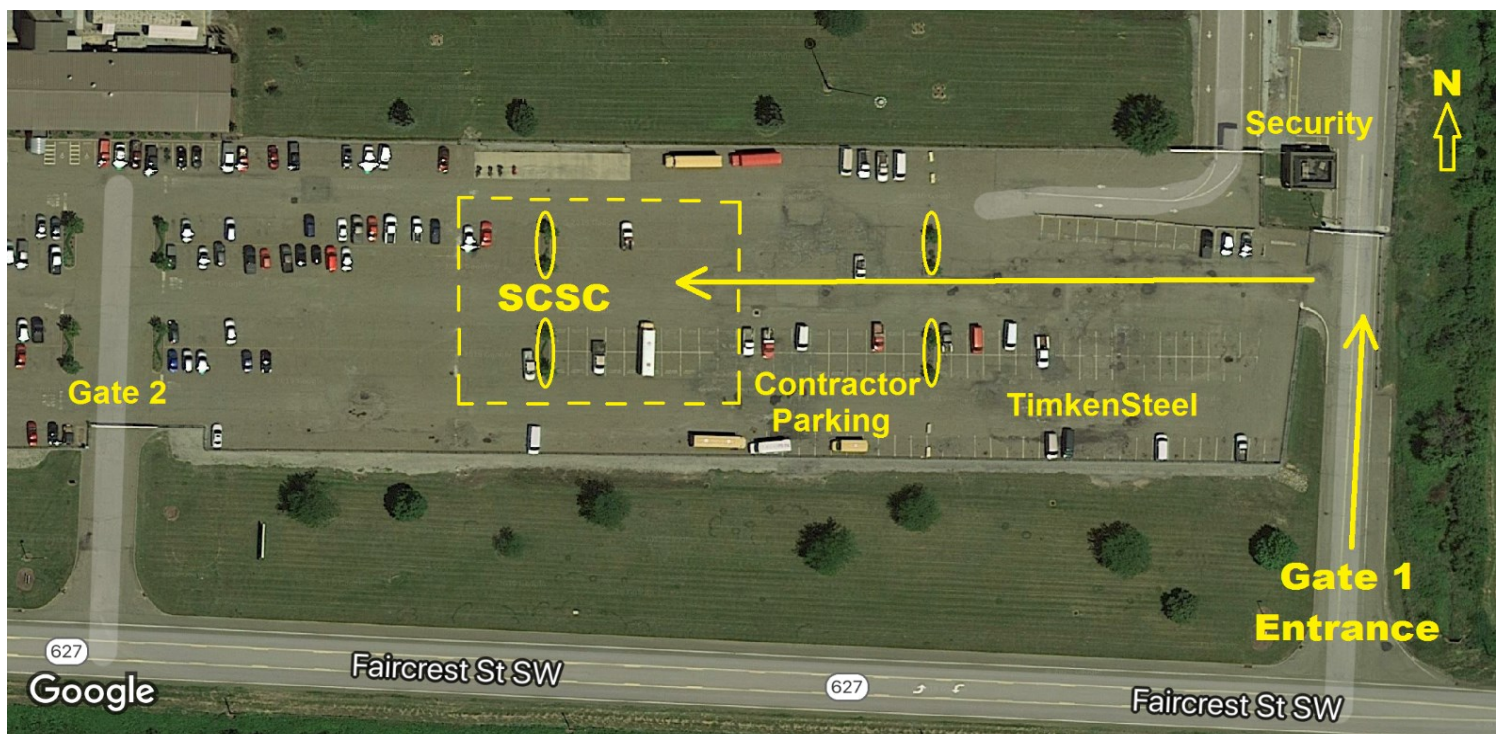 N
Security
SCSC
Gate 2
Contractor
Parking
TimkenSteel
Gate 1
Entrance
627
Google
Faircrest St SW
627
Faircrest St SW